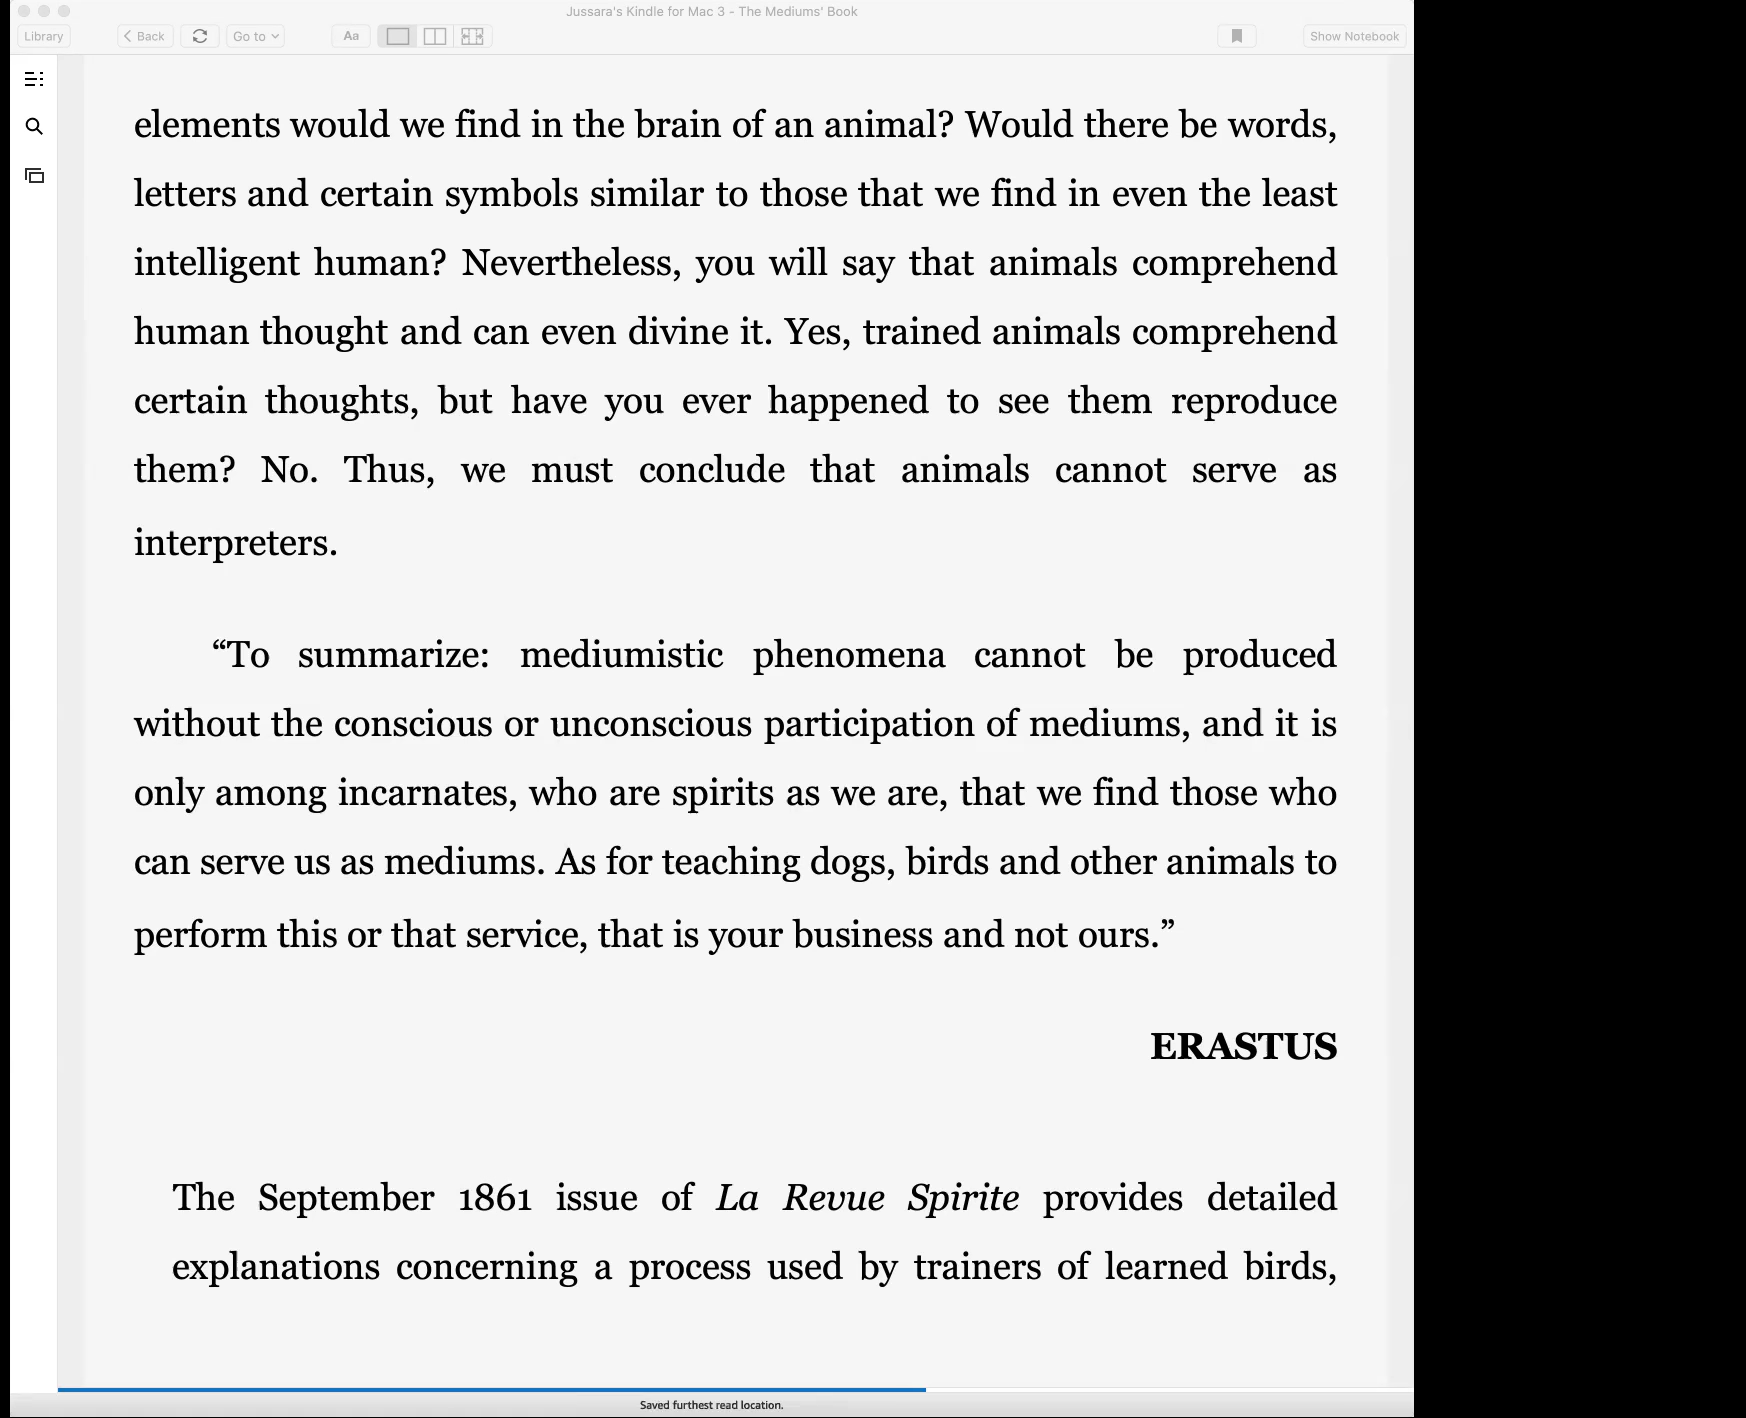 Jussara's Kindle for Mac 3 - The Mediums' Book
Library
Back
Go to
Aa
Show Notebook
elements would we find in the brain of an animal? Would there be words,
letters and certain symbols similar to those that we find in even the least
intelligent human? Nevertheless, you will say that animals comprehend
human thought and can even divine it. Yes, trained animals comprehend
certain thoughts, but have you ever happened to see them reproduce
them? No. Thus, we must conclude that animals cannot serve as
interpreters.
“To summarize: mediumistic phenomena cannot be produced
without the conscious or unconscious participation of mediums, and it is
only among incarnates, who are spirits as we are, that we find those who
can serve us as mediums. As for teaching dogs, birds and other animals to
perform this or that service, that is your business and not ours.”
ERASTUS
The September 1861 issue of La Revue Spirite provides detailed
explanations concerning a process used by trainers of learned birds,
Saved furthest read location.